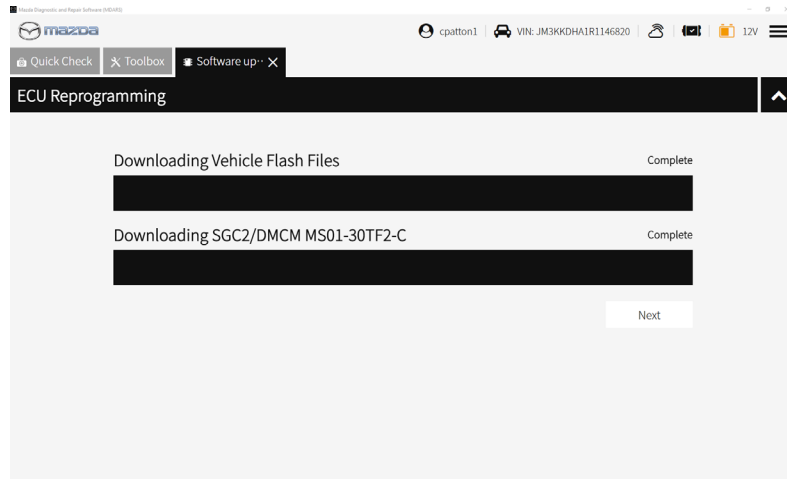 Mazda Diagnostic and Repair Software (MDARS)
mazda cpatton1 VIN: JM3KKDHA1R1146820 12V
Quick Check Toolbox Software up··
ECU Reprogramming
Downloading Vehicle Flash Files Complete
Downloading SGC2/DMCM MS01-30TF2-C Complete
Next